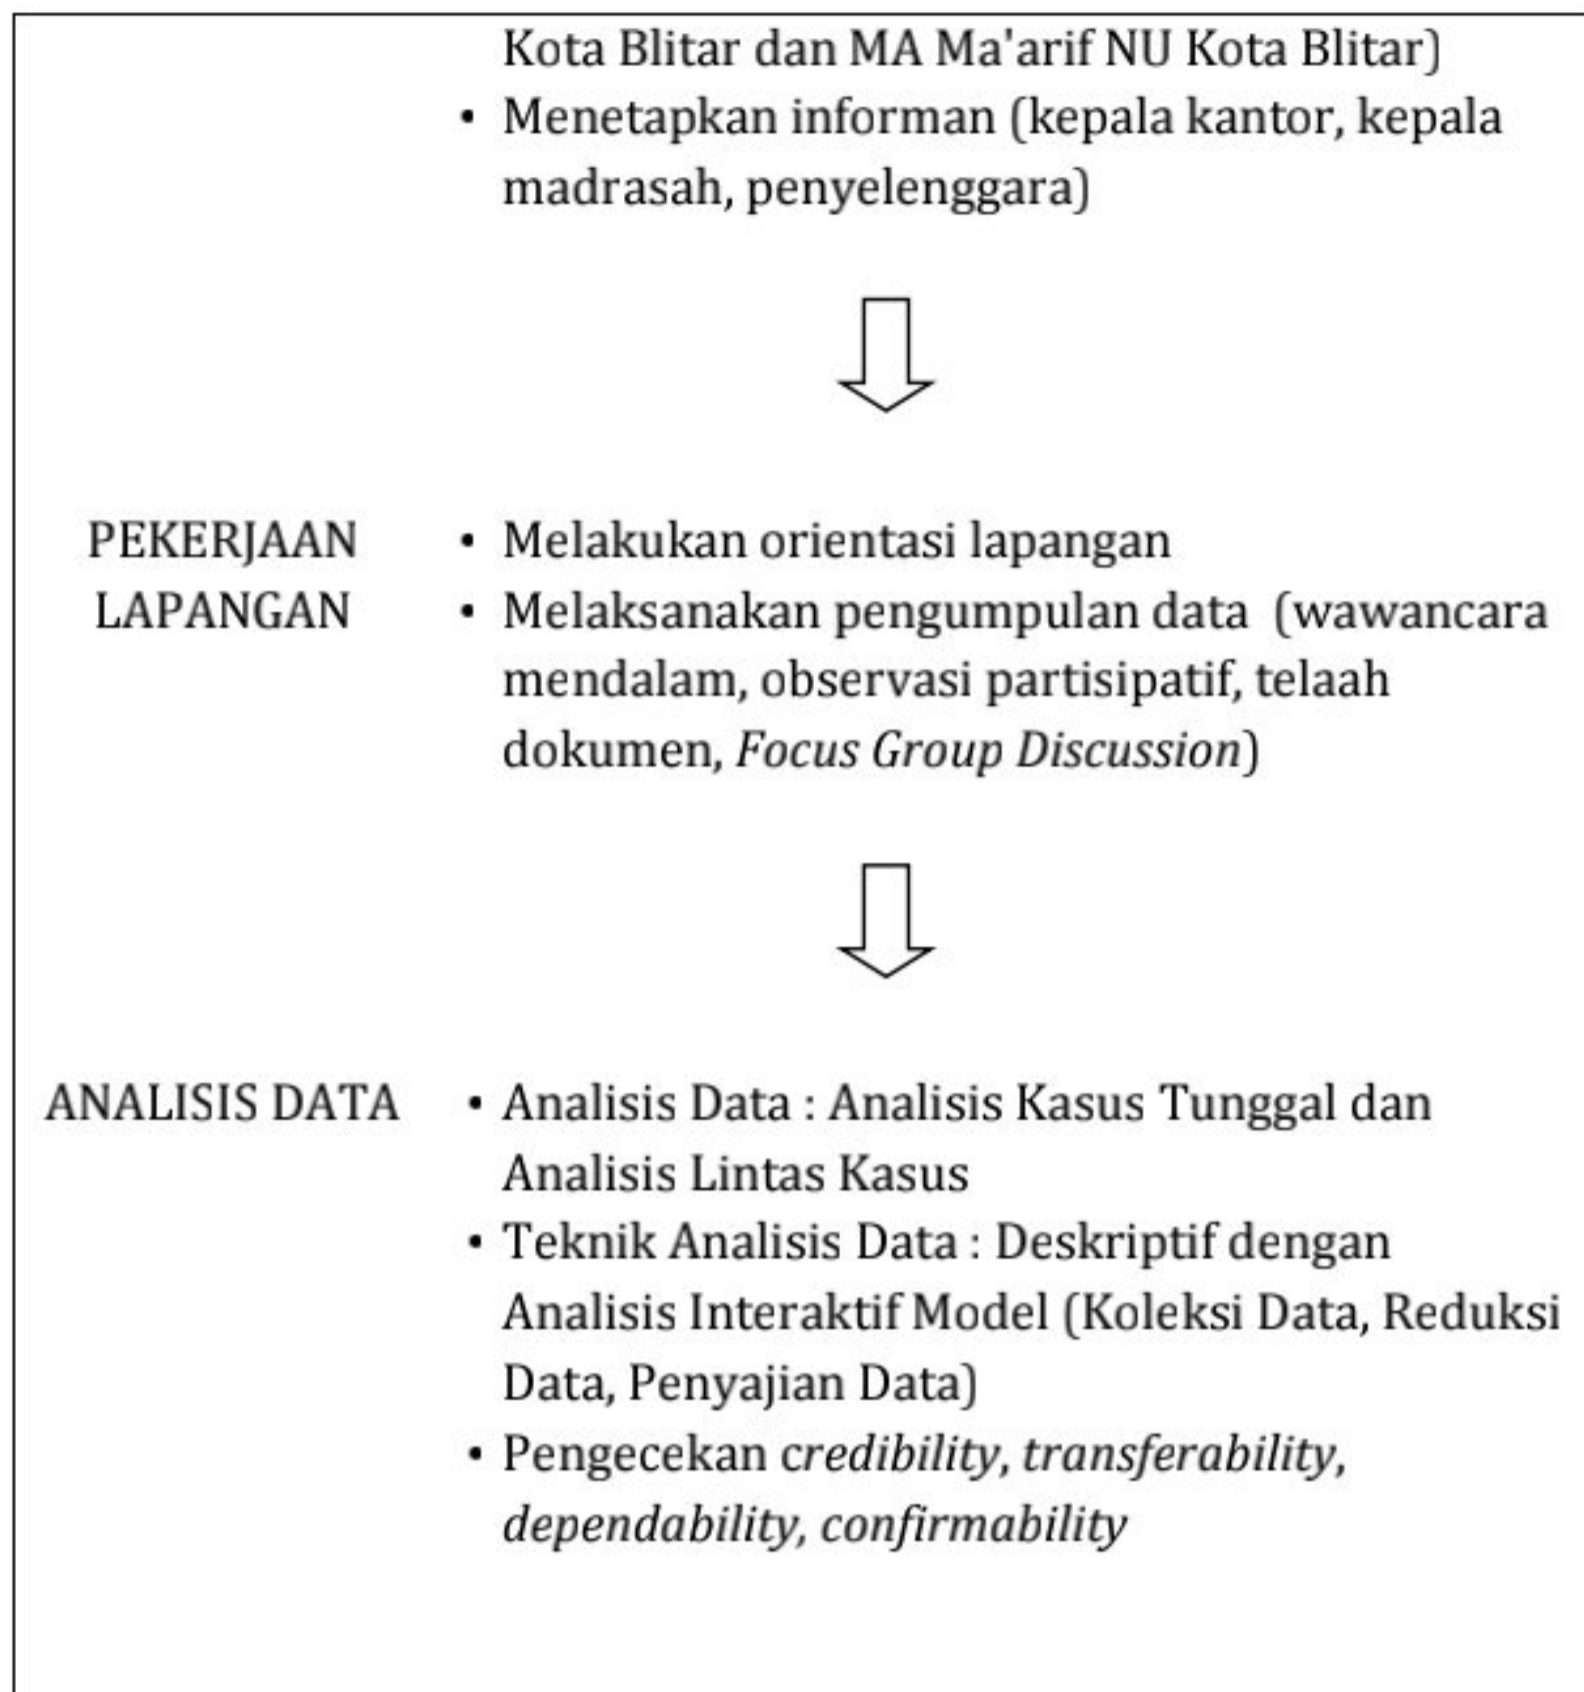 Kota Blitar dan MA Ma'arif NU Kota Blitar)
• Menetapkan informan (kepala kantor, kepala
madrasah, penyelenggara)
PEKERJAAN
LAPANGAN
• Melakukan orientasi lapangan
• Melaksanakan pengumpulan data (wawancara
mendalam, observasi partisipatif, telaah
dokumen, Focus Group Discussion)
ANALISIS DATA
• Analisis Data : Analisis Kasus Tunggal dan
Analisis Lintas Kasus
• Teknik Analisis Data : Deskriptif dengan
Analisis Interaktif Model (Koleksi Data, Reduksi
Data, Penyajian Data)
• Pengecekan credibility, transferability,
dependability, confirmability